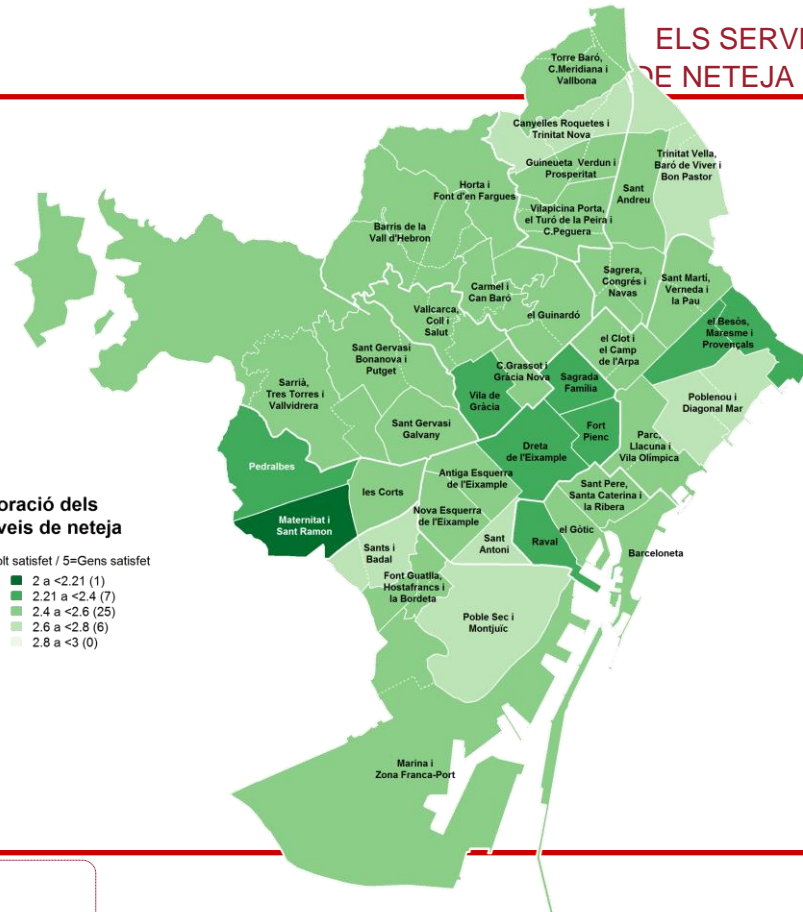 ELS SERVE
DE NETEJA
Torre Baró,
C.Meridiana i
Vallbona
Canyelles Roquetes i
Trinitat Nova
Trinitat Vella,
Baró de Viver i
Bon Pastor
Guineueta Verdun i
Prosperitat
Sant
Andreu
Horta i
Font d'en Fargues
Vilapicina Porta,
el Turó de la Peira i
C.Peguera
Barris de la
Vall d'Hebron
Sagrera,
Congrés i
Navas
Sant Martí,
Verneda i
la Pau
Carmel i
Can Baró
Vallcarca,
Coll i
Salut
el Guinardó
el Besòs,
Maresme i
Provençals
el Clot i
el Camp
de l'Arpa
Sant Gervasi
Bonanova i
Putget
C.Grassot i
Gràcia Nova
Sagrada
Família
Sarrià,
Tres Torres i
Vallvidrera
Vila de
Gràcia
Poblenou i
Diagonal Mar
Sant Gervasi
Galvany
Fort
Pienc
Parc,
Llacuna i
Vila Olímpica
Dreta
de l'Eixample
Pedralbes
Antiga Esquerra
de l'Eixample
les Corts
Sant Pere,
Santa Caterina i
la Ribera
Nova Esquerra
de l'Eixample
Maternitat i
Sant Ramon
el Gòtic
Sant
Antoni
Raval
Barceloneta
Sants i
Badal
Font Guatlla,
Hostafrancs i
la Bordeta
Poble Sec i
Montjuïc
Marina i
Zona Franca-Port
oració dels
veis de neteja
olt satisfet / 5=Gens satisfet
2 a <2.21 (1)
2.21 a <2.4 (7)
2.4 a <2.6 (25)
2.6 a <2.8 (6)
2.8 a <3 (0)